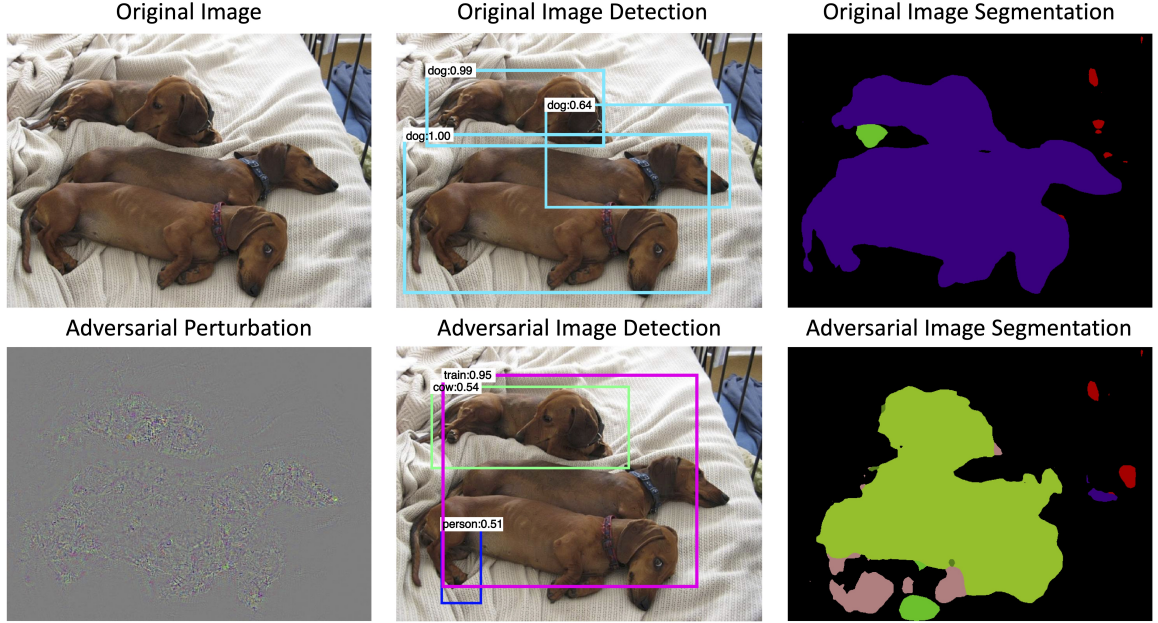 Original Image
Original Image Detection
Original Image Segmentation
dog:0.99
dog:0.64
dog:1.00
Adversarial Perturbation
Adversarial Image Detection
Adversarial Image Segmentation
train:0.95
cow:0.54
person:0.51